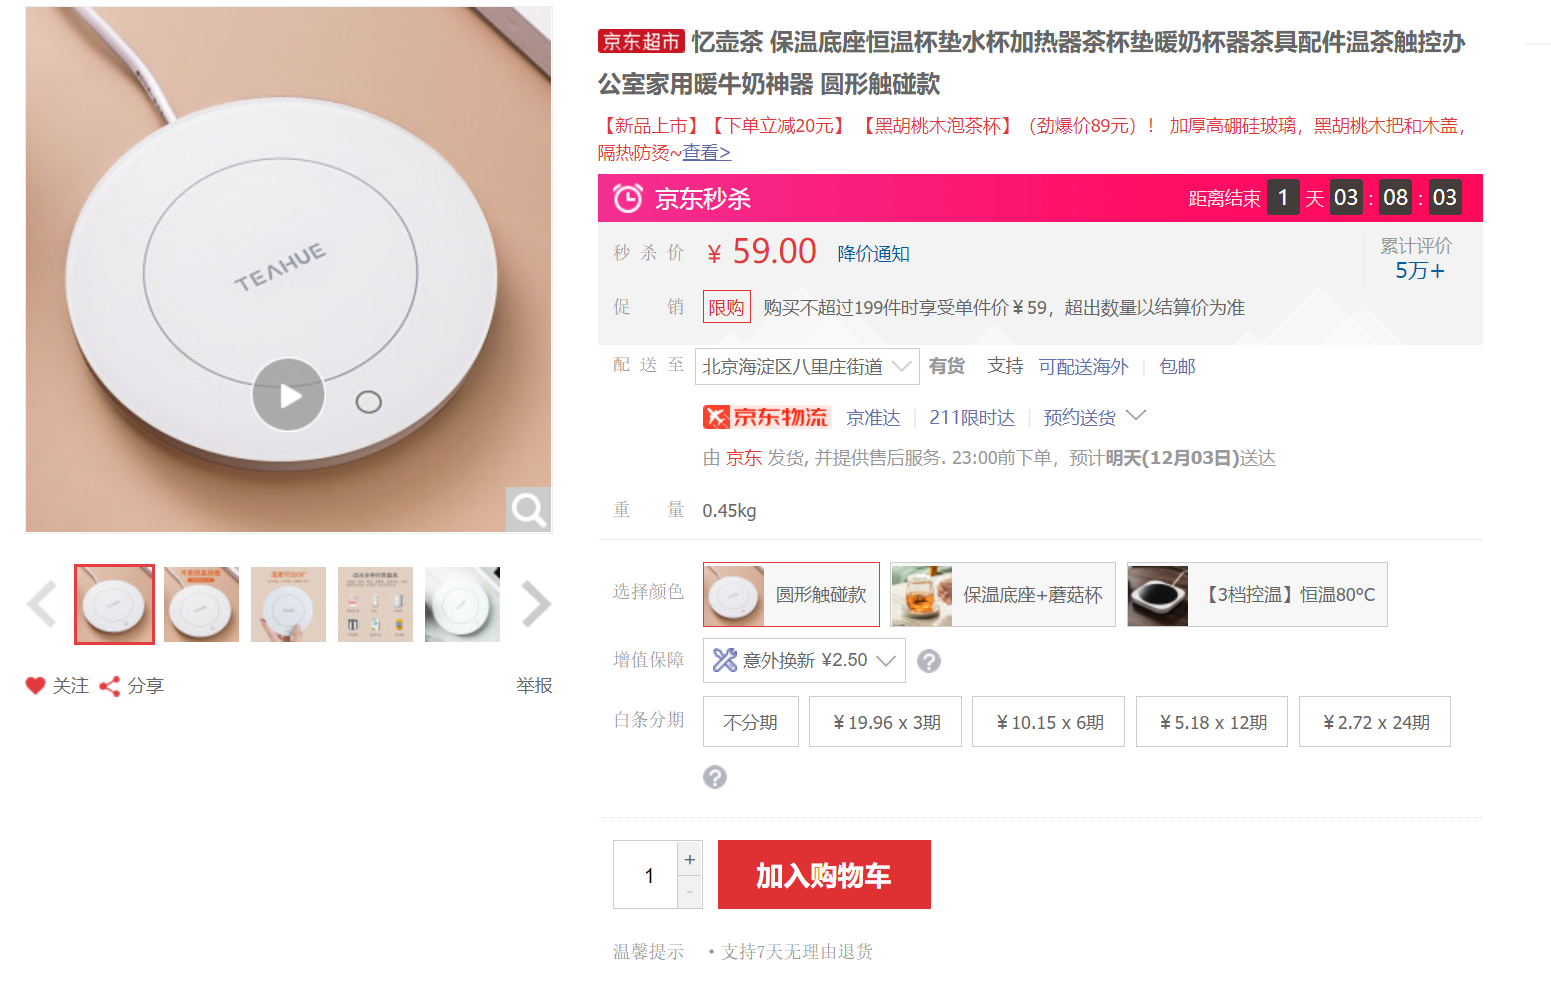 TEAHUE
关注 分享 举报
京东超市 忆壶茶 保温底座恒温杯垫水杯加热器茶杯垫暖奶杯器茶具配件温茶触控办
公室家用暖牛奶神器 圆形触碰款
【新品上市】【下单立减20元】 【黑胡桃木泡茶杯】（劲爆价89元）！ 加厚高硼硅玻璃，黑胡桃木把和木盖，
隔热防烫~查看>
京东秒杀 距离结束 1 天 03 : 08 : 03
秒杀价 ¥ 59.00 降价通知
累计评价
5万+
促销 限购 购买不超过199件时享受单件价¥59，超出数量以结算价为准
配送至 北京海淀区八里庄街道 有货 支持 可配送海外 包邮
京东物流 京准达 211限时达 预约送货
由 京东 发货, 并提供售后服务. 23:00前下单，预计明天(12月03日)送达
重量 0.45kg
选择颜色 圆形触碰款 保温底座+蘑菇杯 【3档控温】恒温80°C
增值保障 意外换新 ¥2.50 ?
白条分期 不分期 ¥19.96 x 3期 ¥10.15 x 6期 ¥5.18 x 12期 ¥2.72 x 24期
?
1 + - 加入购物车
温馨提示 ·支持7天无理由退货